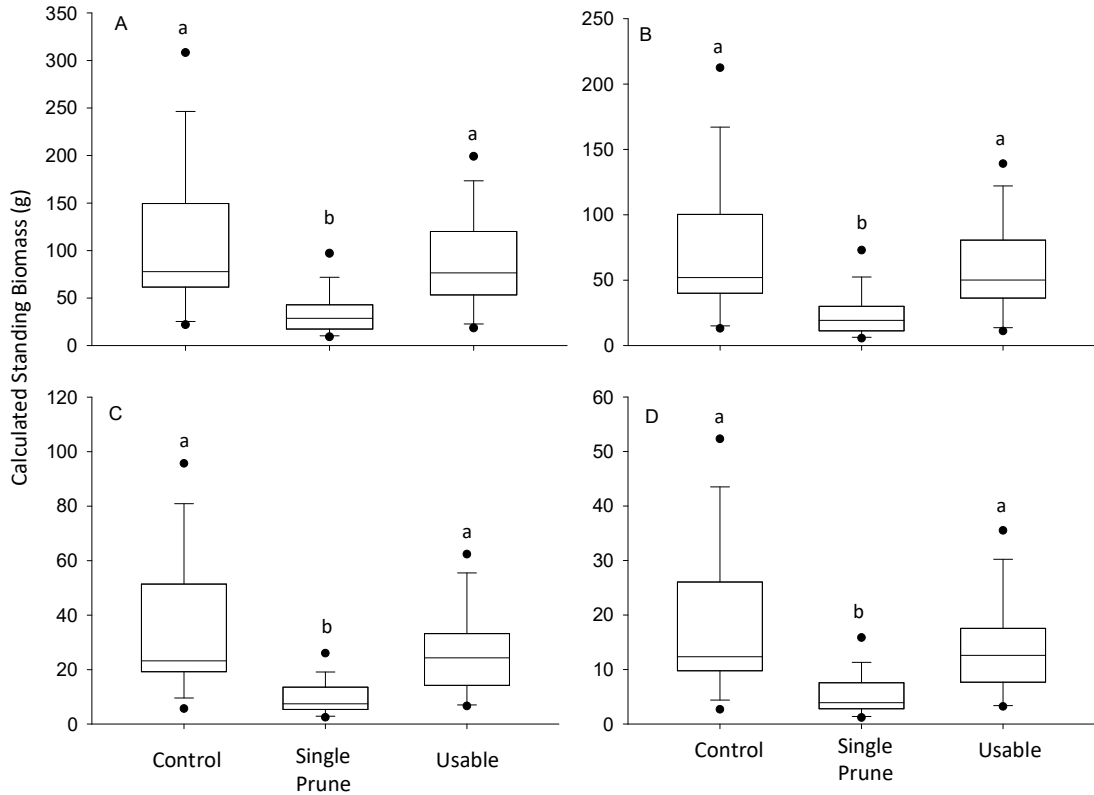 Calculated Standing Biomass (g)
A
350
300
250
200
150
100
50
0
a
b
a
B
250
200
150
100
50
0
a
b
a
C
120
100
80
60
40
20
0
a
b
a
Control
Single
Prune
Usable
D
60
50
40
30
20
10
0
a
b
a
Control
Single
Prune
Usable